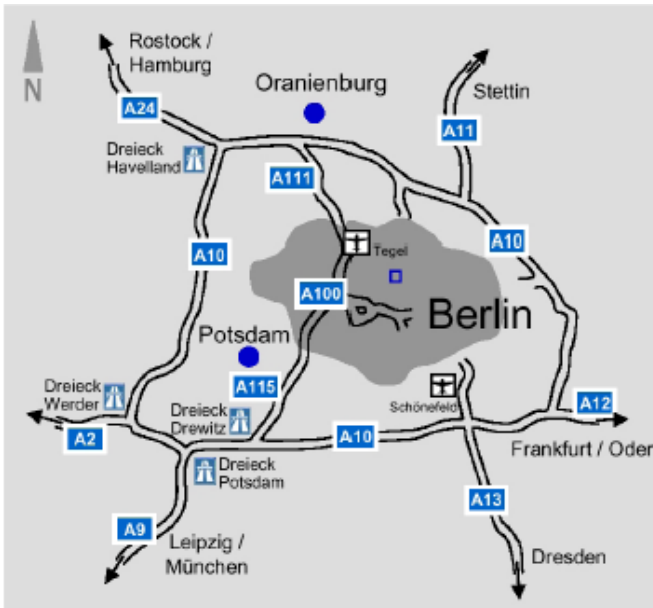 Rostock /
Hamburg
N
Oranienburg
Stettin
A24
A11
Dreieck
Havelland
A111
A10
A10
Tegel
A100
Berlin
Potsdam
Dreieck
Werder
A115
Schönefeld
Dreieck
Drewitz
A12
A2
A10
Frankfurt / Oder
Dreieck
Potsdam
A13
A9
Leipzig /
München
Dresden